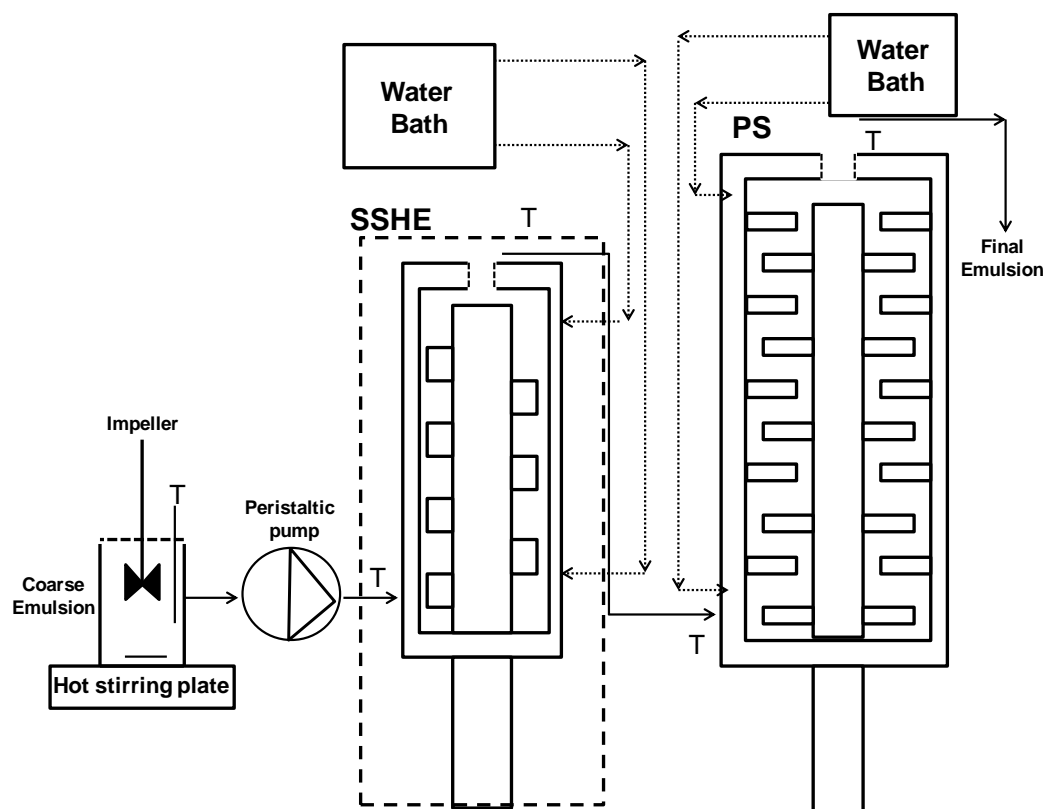 Water
Bath
Water
Bath
PS
T
SSHE
T
Final
Emulsion
Impeller
T
Peristaltic
pump
Coarse
Emulsion
T
T
Hot stirring plate